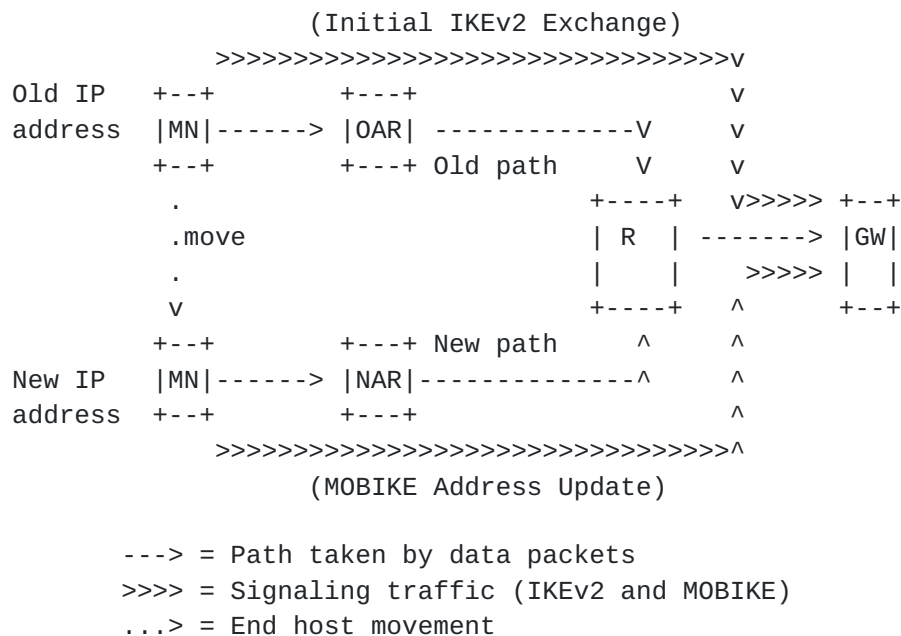 (Initial IKEv2 Exchange)
             >>>>>>>>>>>>>>>>>>>>>>>>>>>>>>>>>v
Old IP   +--+        +---+                    v
address  |MN|------> |OAR| -------------V     v
         +--+        +---+ Old path     V     v
          .                          +----+   v>>>>> +--+
          .move                      | R  | -------> |GW|
          .                          |    |    >>>>> |  |
          v                          +----+   ^      +--+
         +--+        +---+ New path     ^     ^
New IP   |MN|------> |NAR|--------------^     ^
address  +--+        +---+                    ^
             >>>>>>>>>>>>>>>>>>>>>>>>>>>>>>>>>^
                   (MOBIKE Address Update)

       ---> = Path taken by data packets
       >>>> = Signaling traffic (IKEv2 and MOBIKE)
       ...> = End host movement